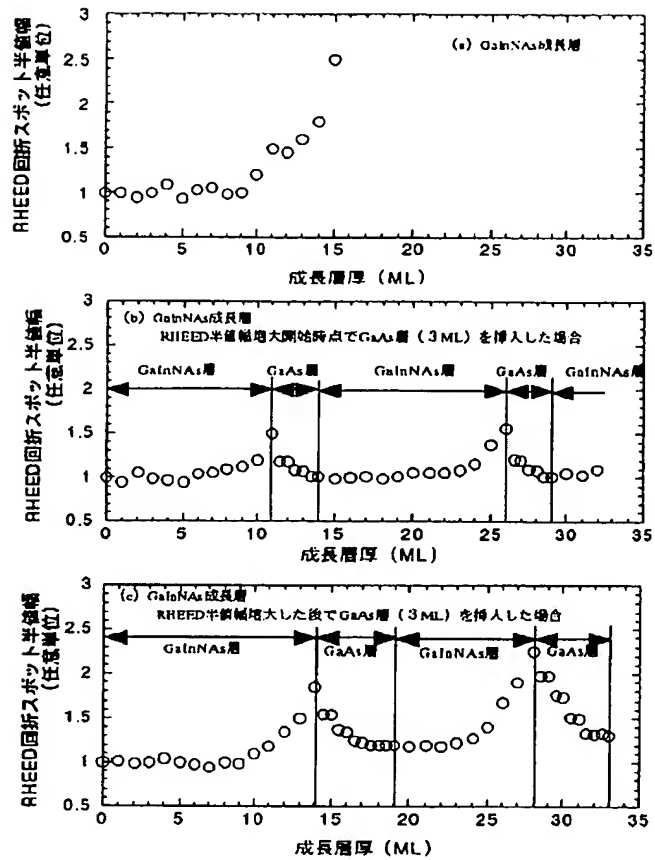 RHEED回折スポット半値幅
(任意単位)
3
2.5
2
1.5
1
0.5
(a) GaInNAs成長層
0 5 10 15 20 25 30 35
成長層厚 (ML)
RHEED回折スポット半値幅
(任意単位)
3
2.5
2
1.5
1
0.5
(b) GaInNAs成長層
RHEED半値幅増大開始時点でGaAs層 (3ML) を挿入した場合
GaInNAs層 GaAs層 GaInNAs層 GaAs層 GaInNAs層
0 5 10 15 20 25 30 35
成長層厚 (ML)
RHEED回折スポット半値幅
(任意単位)
3
2.5
2
1.5
1
0.5
(c) GaInNAs成長層
RHEED半値幅増大した後でGaAs層 (3ML) を挿入した場合
GaInNAs層 GaAs層 GaInNAs層 GaAs層
0 5 10 15 20 25 30 35
成長層厚 (ML)